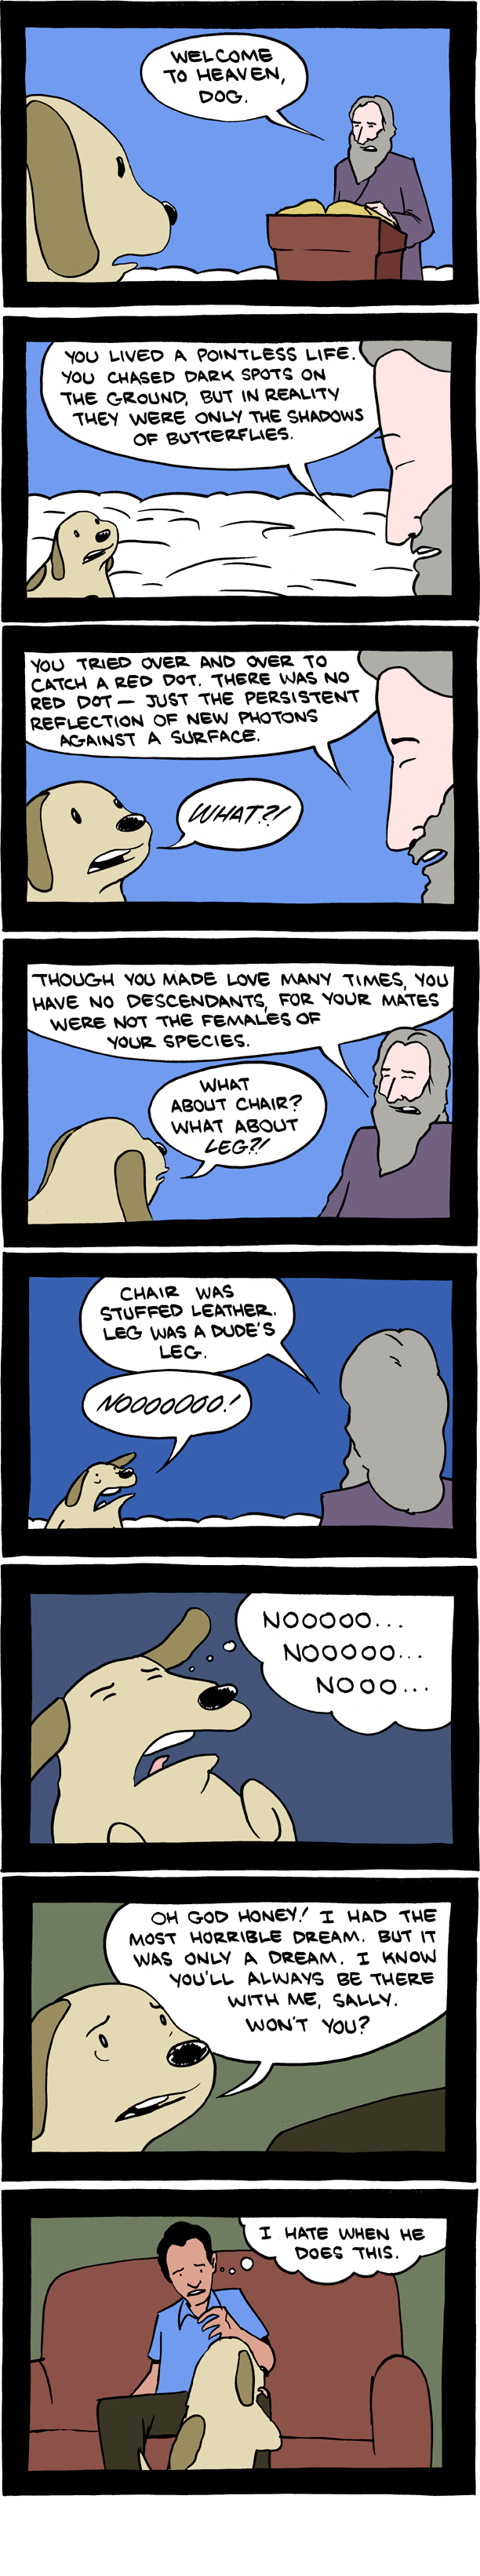 WELCOME
TO HEAVEN,
DOG.
YOU LIVED A POINTLESS LIFE.
YOU CHASED DARK SPOTS ON
THE GROUND, BUT IN REALITY
THEY WERE ONLY THE SHADOWS
OF BUTTERFLIES.
YOU TRIED OVER AND OVER TO
CATCH A RED DOT. THERE WAS NO
RED DOT — JUST THE PERSISTENT
REFLECTION OF NEW PHOTONS
AGAINST A SURFACE.
WHAT?!
THOUGH YOU MADE LOVE MANY TIMES, YOU
HAVE NO DESCENDANTS, FOR YOUR MATES
WERE NOT THE FEMALES OF
YOUR SPECIES.
WHAT
ABOUT CHAIR?
WHAT ABOUT
LEG?!
CHAIR WAS
STUFFED LEATHER.
LEG WAS A DUDE'S
LEG.
NOOOOOOO!
NOOOOO...
NOOOOO...
NOOO...
OH GOD HONEY! I HAD THE
MOST HORRIBLE DREAM. BUT IT
WAS ONLY A DREAM. I KNOW
YOU'LL ALWAYS BE THERE
WITH ME, SALLY.
WON'T YOU?
I HATE WHEN HE
DOES THIS.